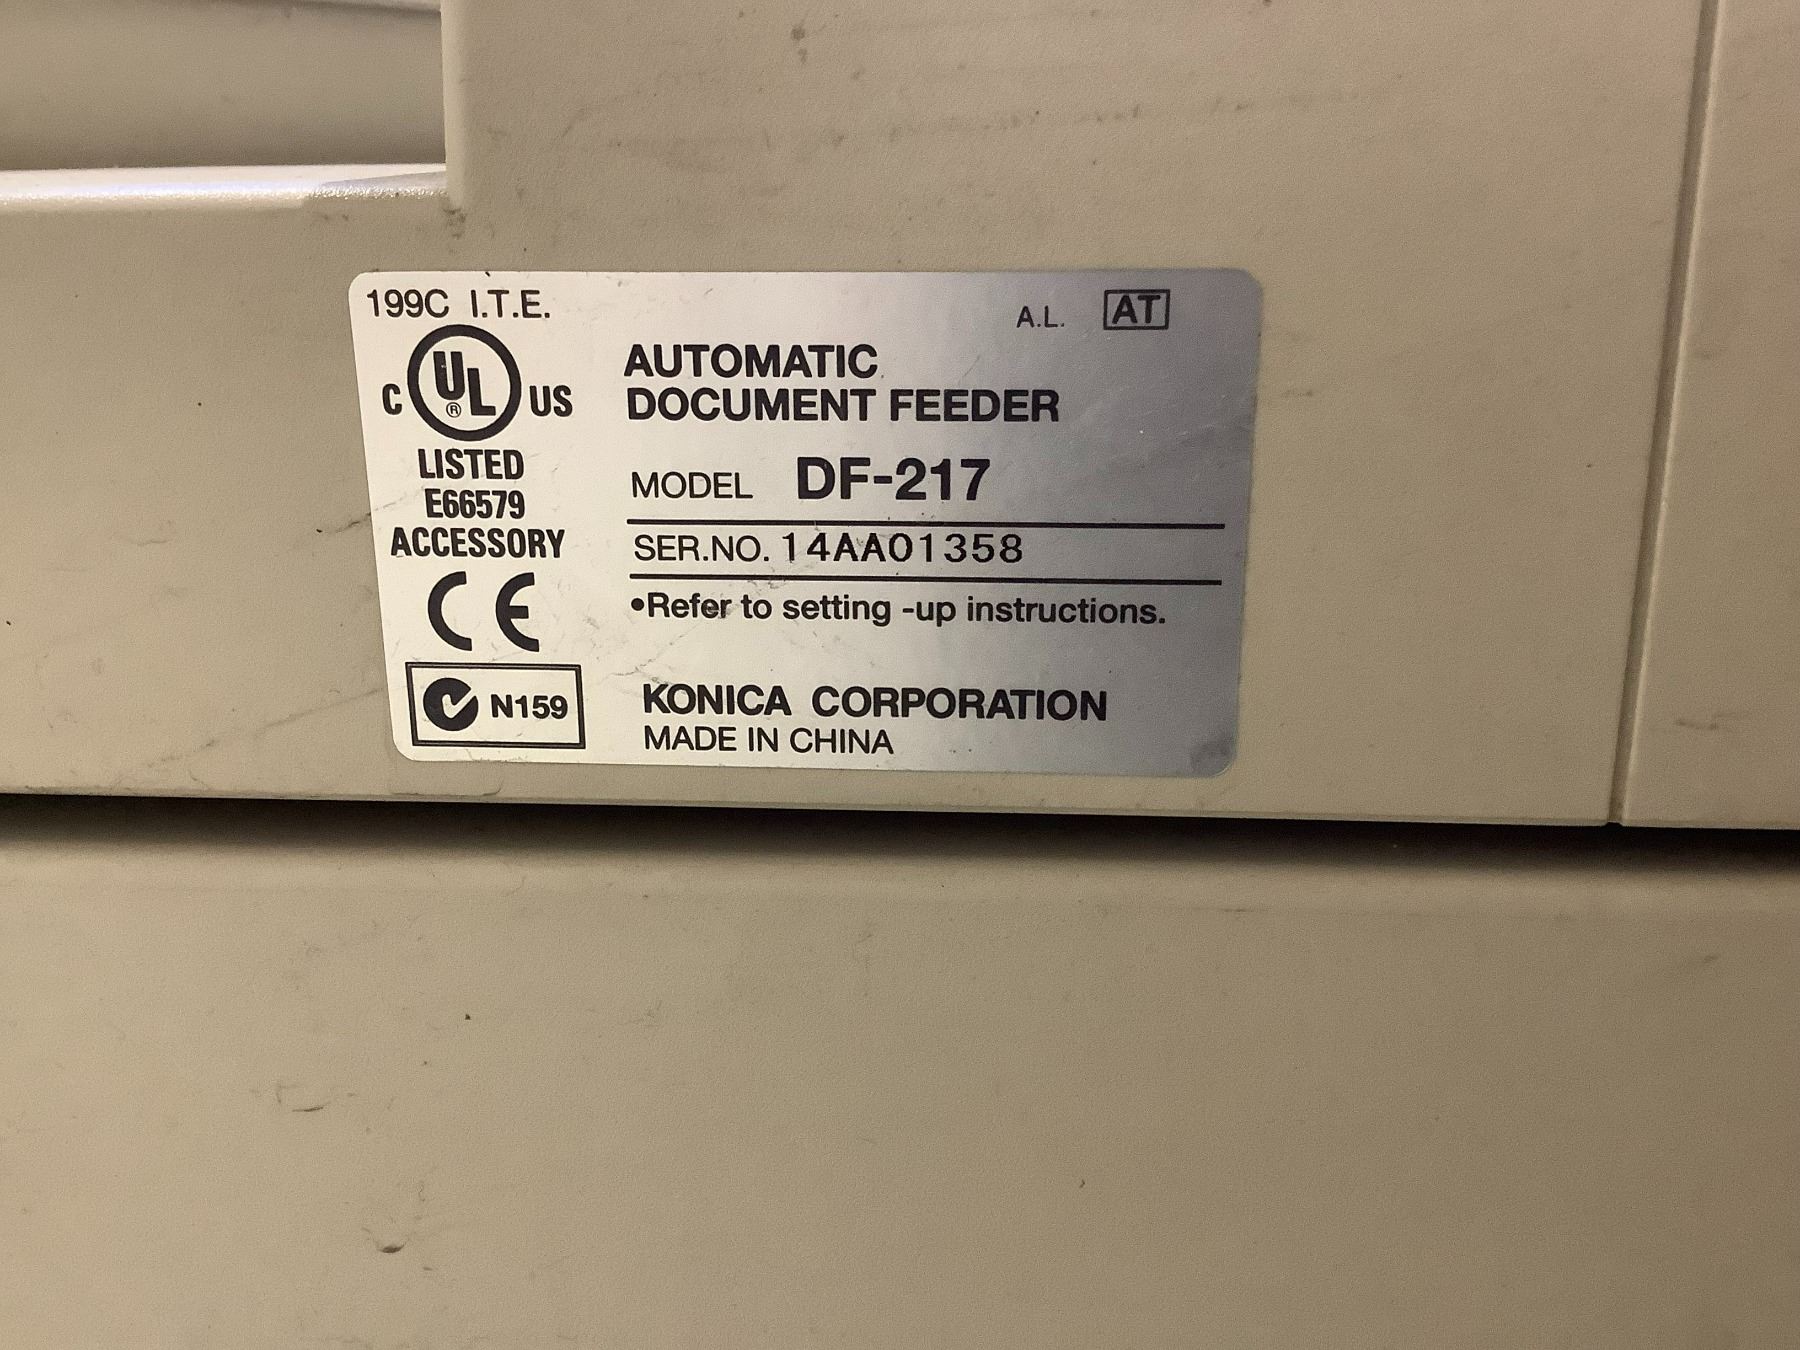 199C I.T.E.
A.L. AT
C UL ® US
LISTED
E66579
ACCESSORY
CE
N159
AUTOMATIC
DOCUMENT FEEDER
MODEL DF-217
SER.NO. 14AA01358
•Refer to setting -up instructions.
KONICA CORPORATION
MADE IN CHINA